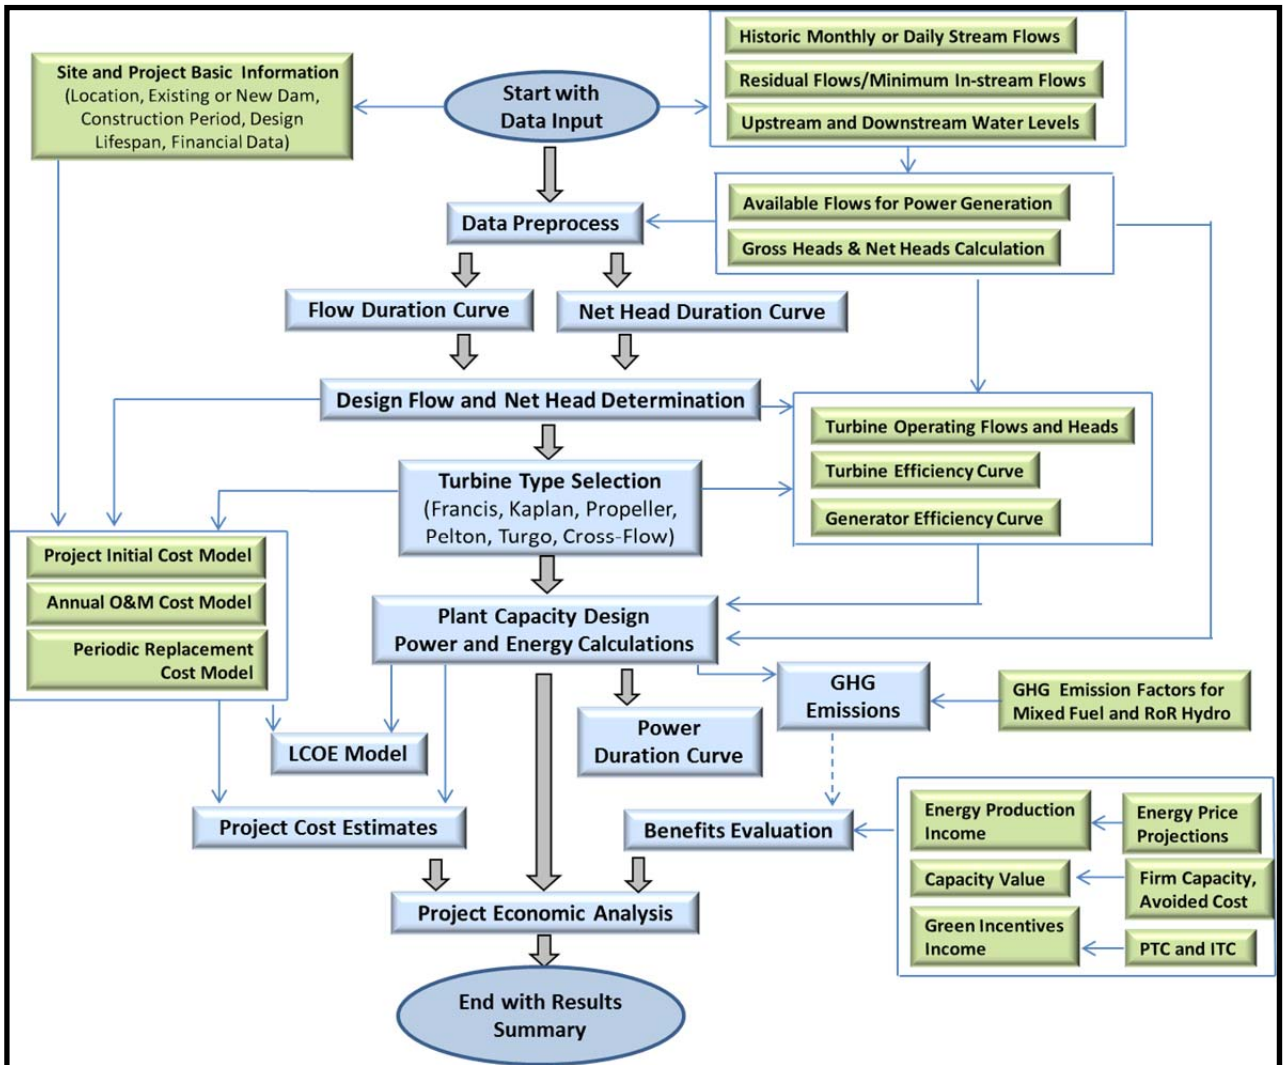 Site and Project Basic Information
(Location, Existing or New Dam,
Construction Period, Design
Lifespan, Financial Data)
Start with
Data Input
Historic Monthly or Daily Stream Flows
Residual Flows/Minimum In-stream Flows
Upstream and Downstream Water Levels
Data Preprocess
Available Flows for Power Generation
Gross Heads & Net Heads Calculation
Flow Duration Curve
Net Head Duration Curve
Design Flow and Net Head Determination
Turbine Operating Flows and Heads
Turbine Efficiency Curve
Generator Efficiency Curve
Turbine Type Selection
(Francis, Kaplan, Propeller,
Pelton, Turgo, Cross-Flow)
Project Initial Cost Model
Annual O&M Cost Model
Periodic Replacement
Cost Model
Plant Capacity Design
Power and Energy Calculations
GHG
Emissions
GHG Emission Factors for
Mixed Fuel and RoR Hydro
LCOE Model
Power
Duration Curve
Project Cost Estimates
Benefits Evaluation
Energy Production
Income
Energy Price
Projections
Capacity Value
Firm Capacity,
Avoided Cost
Green Incentives
Income
PTC and ITC
Project Economic Analysis
End with Results
Summary